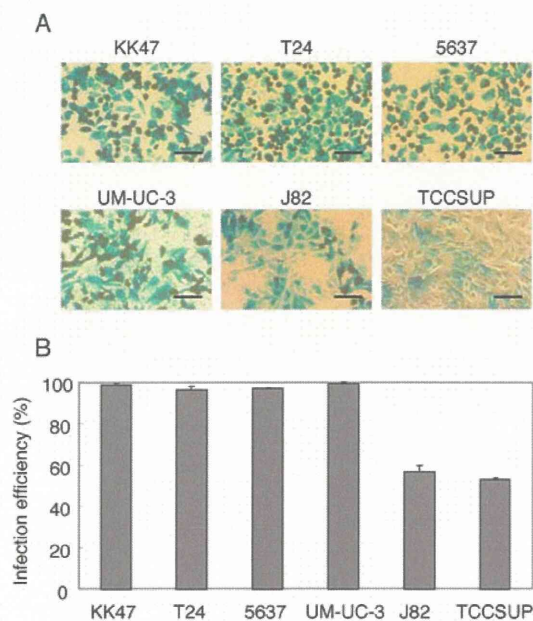 A
KK47 T24 5637
UM-UC-3 J82 TCCSUP
B
Infection efficiency (%)
100
80
60
40
20
0
KK47 T24 5637 UM-UC-3 J82 TCCSUP